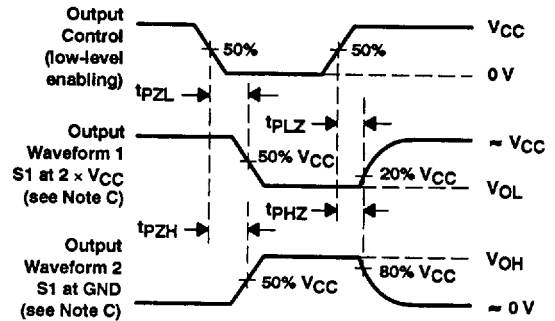 Output
Control
(low-level
enabling)
50%
50%
VCC
0 V
tPZL
tPLZ
Output
Waveform 1
S1 at 2 × VCC
(see Note C)
50% VCC
20% VCC
≈ VCC
VOL
tPZH
tPHZ
Output
Waveform 2
S1 at GND
(see Note C)
50% VCC
80% VCC
VOH
≈ 0 V